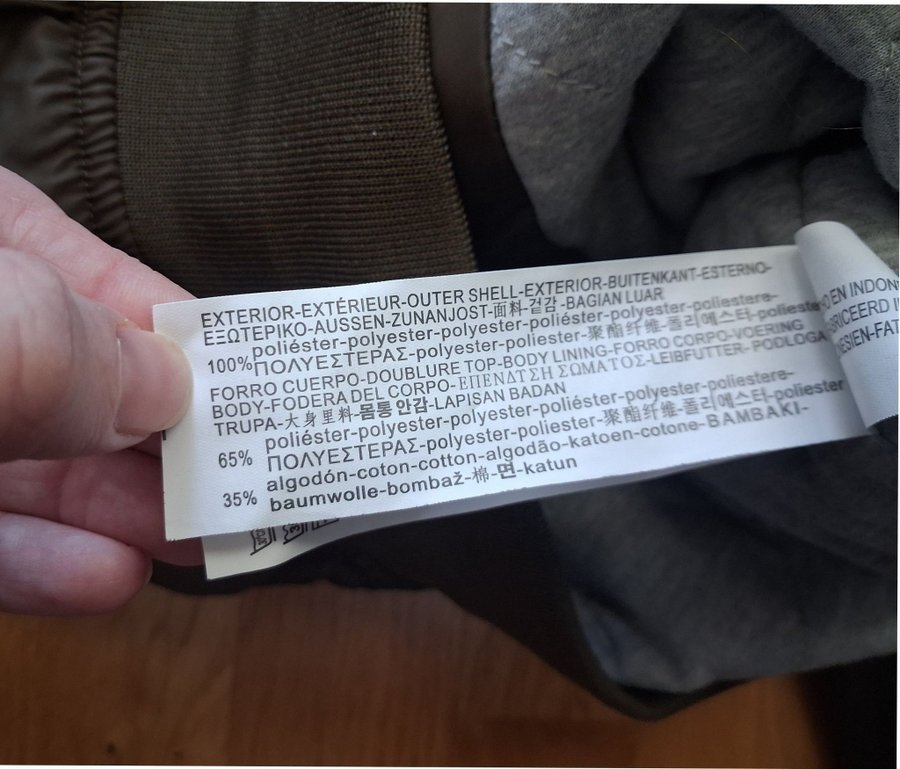 EXTERIOR-EXTÉRIEUR-OUTER SHELL-EXTERIOR-BUITENKANT-ESTERNO-
ΕΞΩΤΕΡΙΚΟ-AUSSEN-ZUNANJOST-面料-겉감-BAGIAN LUAR
poliéster-polyester-polyester-poliéster-polyester-poliestere-
100% ΠΟΛΥΕΣΤΕΡΑΣ-polyester-poliester-聚酯纤维-폴리에스터-poliester
FORRO CUERPO-DOUBLURE TOP-BODY LINING-FORRO CORPO-VOERING
BODY-FODERA DEL CORPO-ΕΠΕΝΔΤΣΗ ΣΩΜΑΤΟΣ-LEIBFUTTER-PODLOGA
TRUPA-大身里料-몸통 안감-LAPISAN BADAN
poliéster-polyester-polyester-poliéster-polyester-poliestere-
65% ΠΟΛΥΕΣΤΕΡΑΣ-polyester-poliester-聚酯纤维-폴리에스터-poliester
algodón-coton-cotton-algodão-katoen-cotone-BAMBAKI-
35% baumwolle-bombaž-棉-면-katun
EN INDON